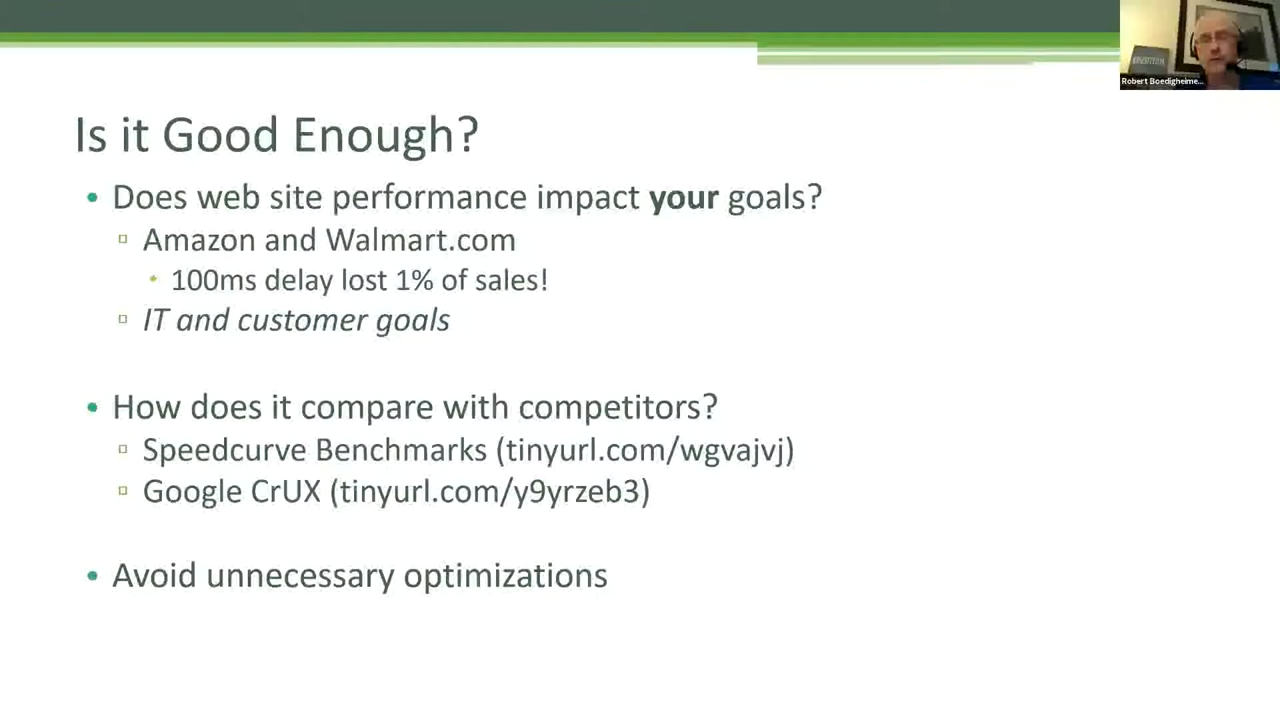 Robert Boedigheime...
Is it Good Enough?
• Does web site performance impact your goals?
▫ Amazon and Walmart.com
• 100ms delay lost 1% of sales!
▫ IT and customer goals
• How does it compare with competitors?
▫ Speedcurve Benchmarks (tinyurl.com/wgvajvj)
▫ Google CrUX (tinyurl.com/y9yrzeb3)
• Avoid unnecessary optimizations